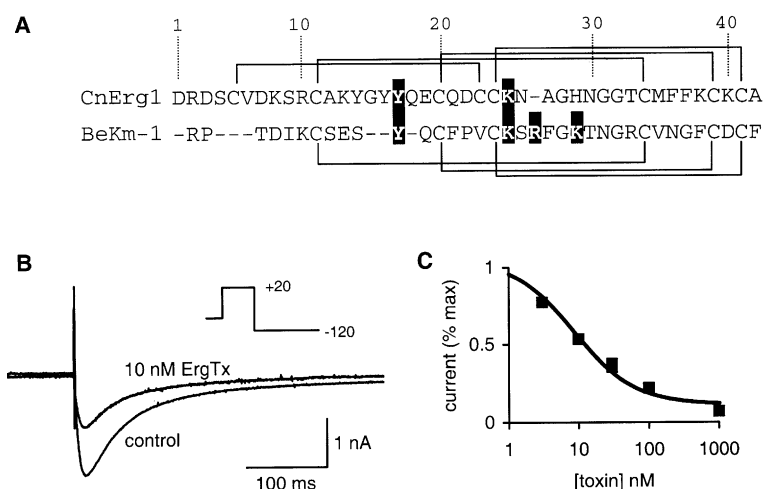 A
1 10 20 30 40
CnErg1 DRDSCVDKSRCAKYGYYQECQDCCKN-AGHNGGTCMFFKCKCA
BeKm-1 -RP---TDIKCSES--Y-QCFPVCKSRFGKTNGRCVNGFCDCF
B
+20
-120
10 nM ErgTx
control
1 nA
100 ms
C
current (% max)
1
0.5
0
1 10 100 1000
[toxin] nM